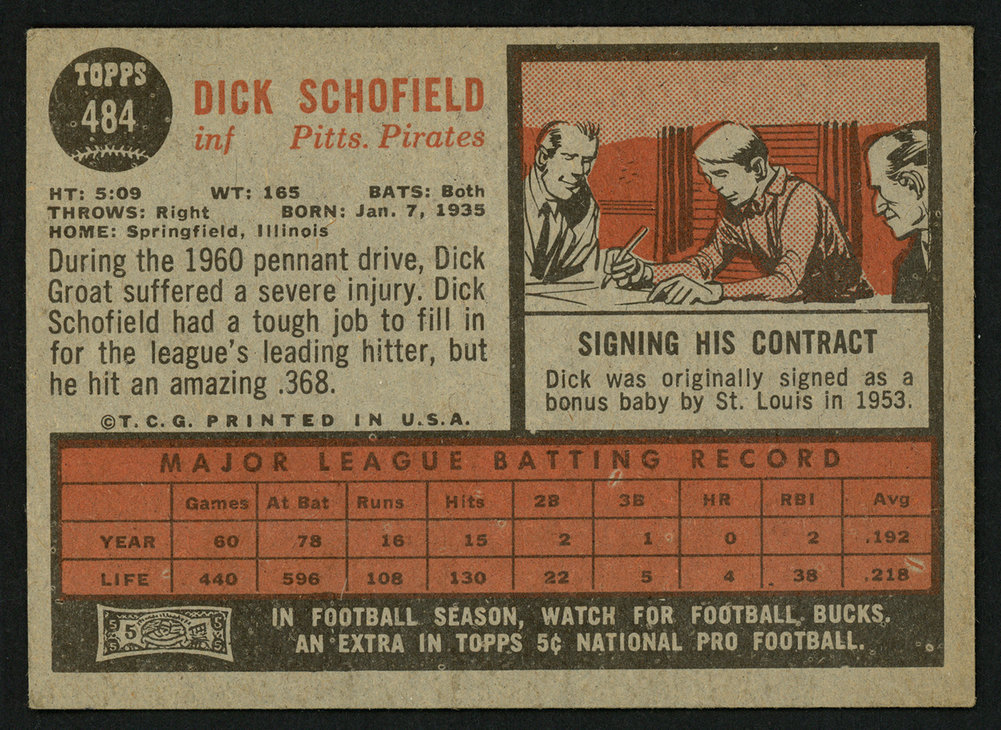 TOPPS
484
DICK SCHOFIELD
inf Pitts. Pirates
HT: 5:09 WT: 165 BATS: Both
THROWS: Right BORN: Jan. 7, 1935
HOME: Springfield, Illinois
During the 1960 pennant drive, Dick
Groat suffered a severe injury. Dick
Schofield had a tough job to fill in
for the league's leading hitter, but
he hit an amazing .368.
©T.C.G. PRINTED IN U.S.A.
SIGNING HIS CONTRACT
Dick was originally signed as a
bonus baby by St. Louis in 1953.
MAJOR LEAGUE BATTING RECORD
Games At Bat Runs Hits 2B 3B HR RBI Avg
YEAR 60 78 16 15 2 1 0 2 .192
LIFE 440 596 108 130 22 5 4 38 .218
5
IN FOOTBALL SEASON, WATCH FOR FOOTBALL BUCKS.
AN EXTRA IN TOPPS 5¢ NATIONAL PRO FOOTBALL.